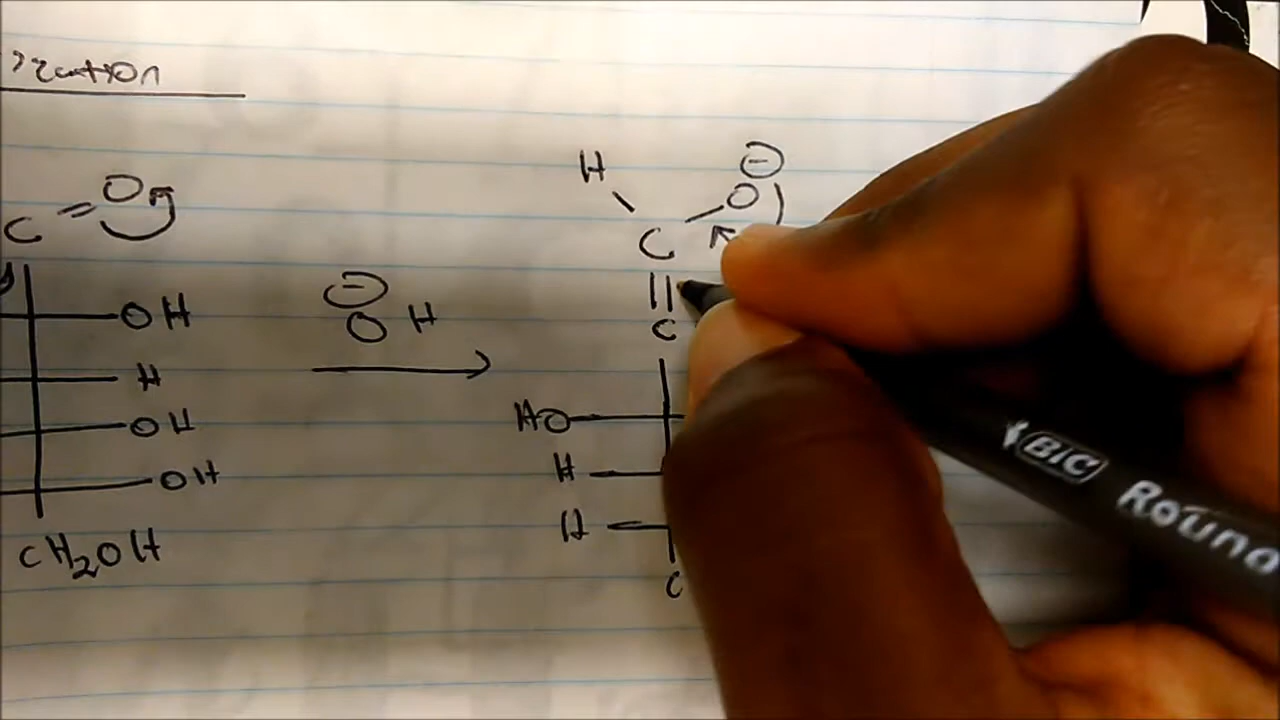 H ⊖
C = O C O
C
⊖
OH
OH
H HO
OH H
OH H
CH2OH C
BIC Round